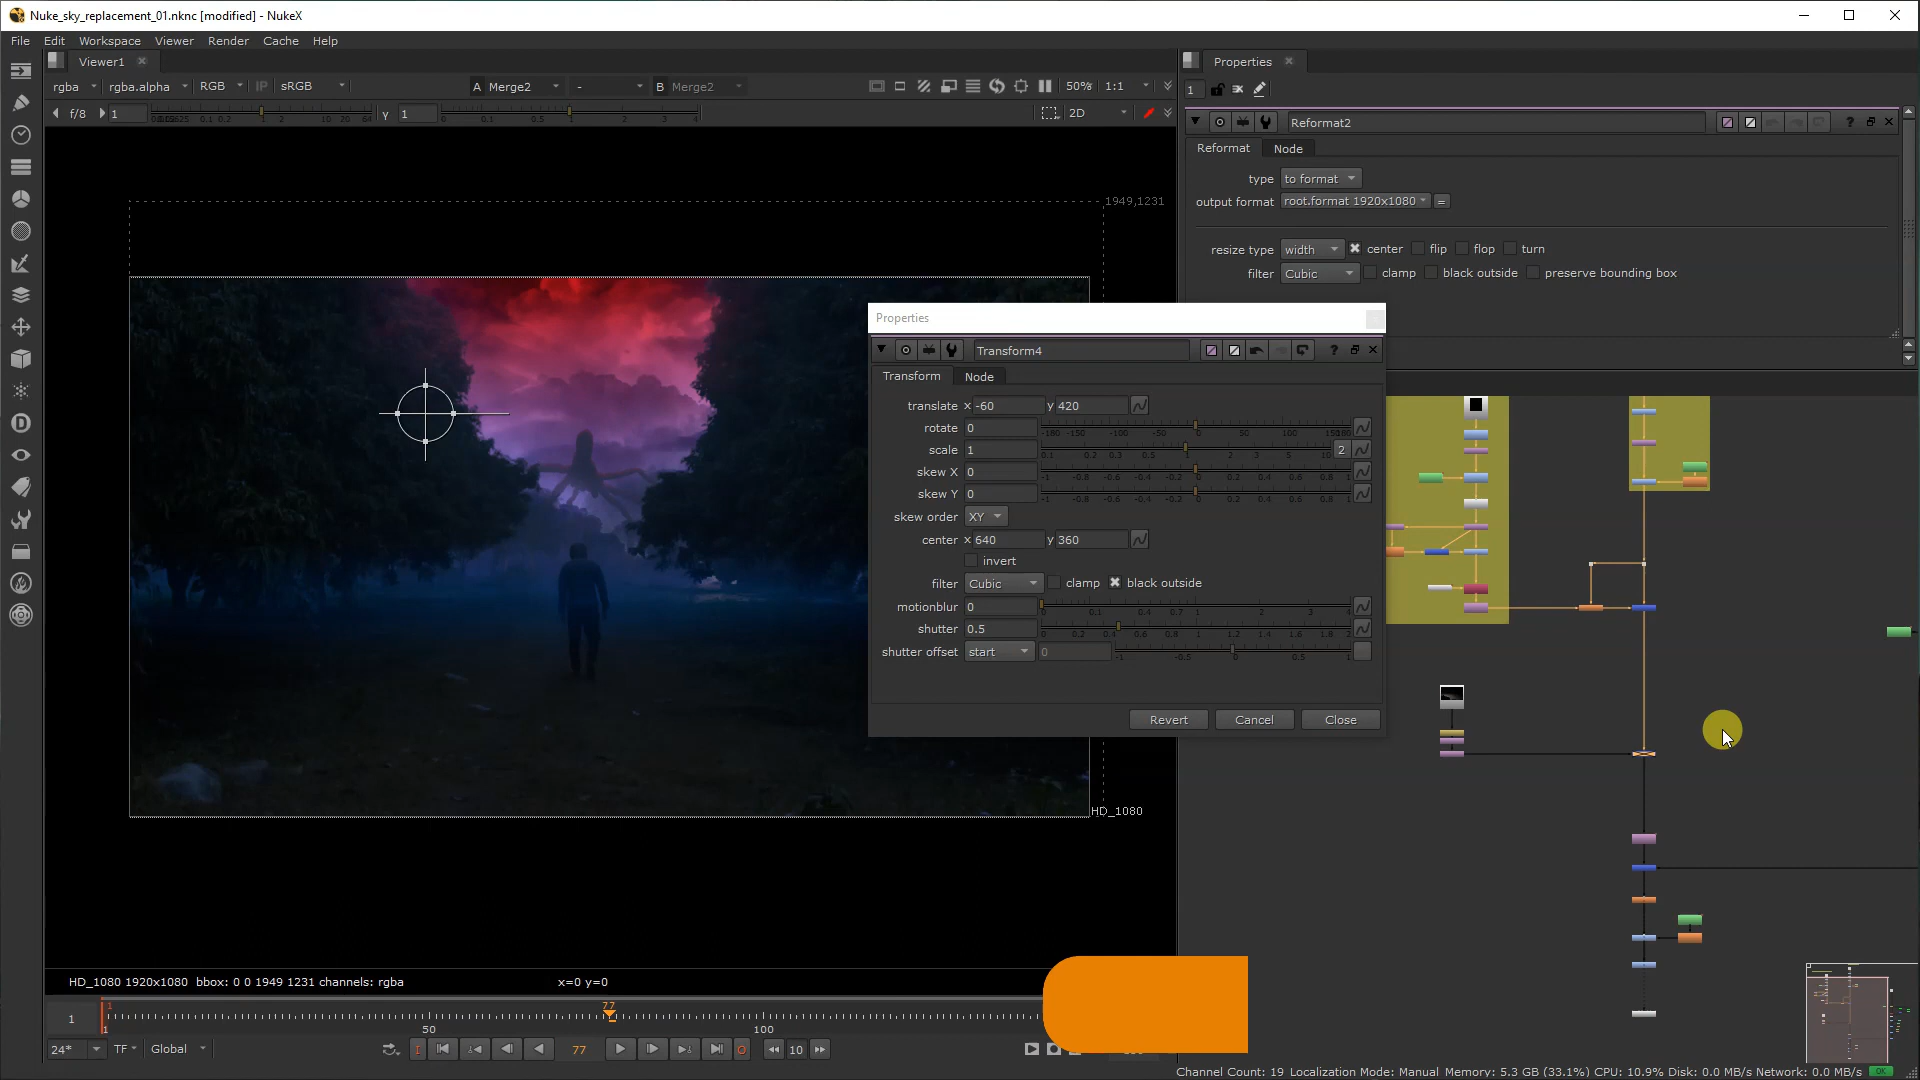 Nuke_sky_replacement_01.nknc [modified] - NukeX
File Edit Workspace Viewer Render Cache Help
Viewer1
rgba rgba.alpha RGB IP sRGB A Merge2 - B Merge2 50% 1:1
f/8 1 γ 1 2D
1949,1231
HD_1080
HD_1080 1920x1080 bbox: 0 0 1949 1231 channels: rgba x=0 y=0
Properties
1
Reformat2
Reformat Node
type to format
output format root.format 1920x1080 =
resize type width center flip flop turn
filter Cubic clamp black outside preserve bounding box
Properties
Transform4
Transform Node
translate x -60 y 420
rotate 0
scale 1 2
skew X 0
skew Y 0
skew order XY
center x 640 y 360
invert
filter Cubic clamp black outside
motionblur 0
shutter 0.5
shutter offset start 0
Revert Cancel Close
1 1 77
1 50 100
24* TF Global 77 10
Channel Count: 19 Localization Mode: Manual Memory: 5.3 GB (33.1%) CPU: 10.9% Disk: 0.0 MB/s Network: 0.0 MB/s OK